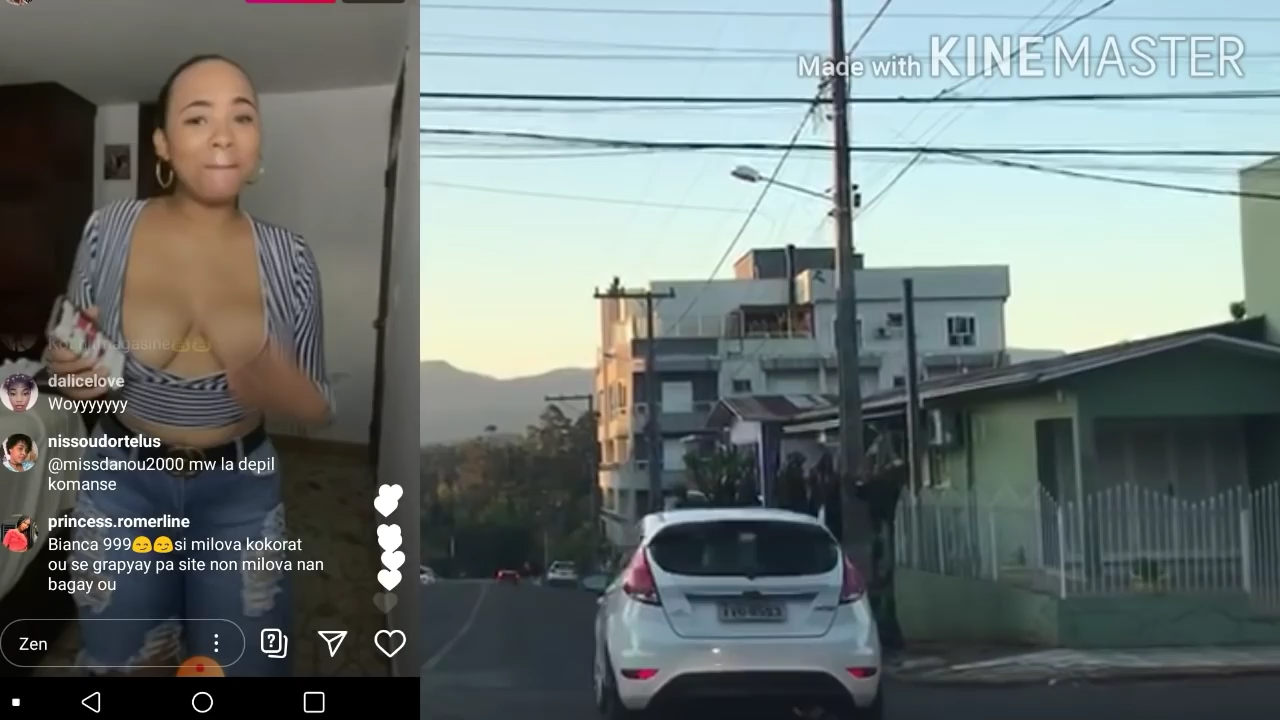 Made with KINEMASTER
dalicelove
Woyyyyyyy
nissoudortelus
@missdanou2000 mw la depil
komanse
princess.romerline
Bianca 999😏😏si milova kokorat
ou se grapyay pa site non milova nan
bagay ou
Zen